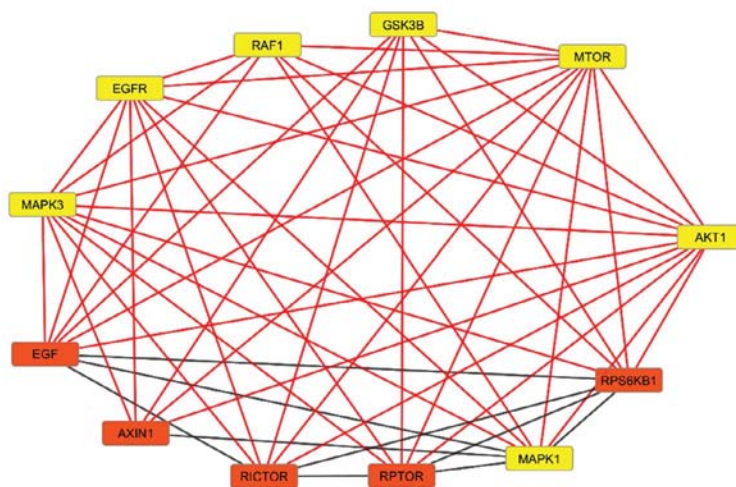 GSK3B
RAF1
MTOR
EGFR
MAPK3
AKT1
EGF
RPS6KB1
AXIN1
MAPK1
RICTOR
RPTOR